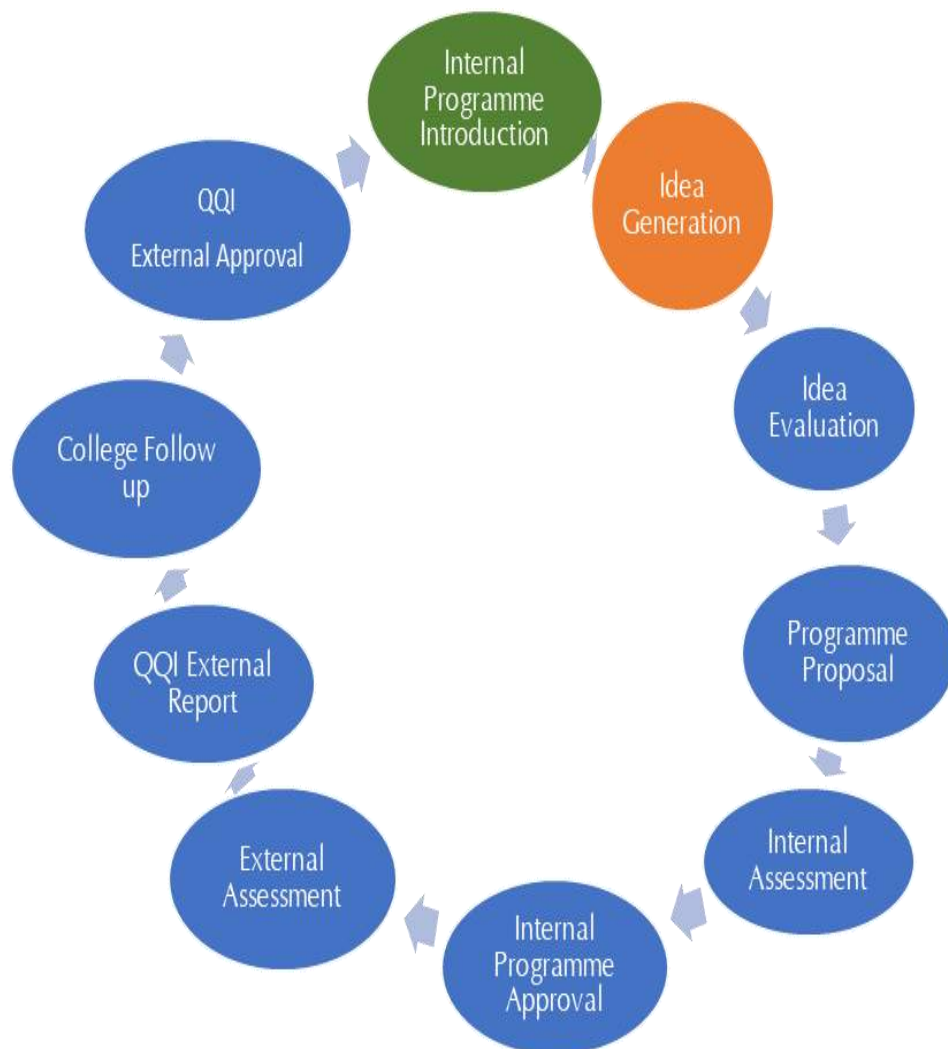 Internal
Programme
Introduction
Idea
Generation
Idea
Evaluation
Programme
Proposal
Internal
Assessment
Internal
Programme
Approval
External
Assessment
QQI External
Report
College Follow
up
QQI
External Approval